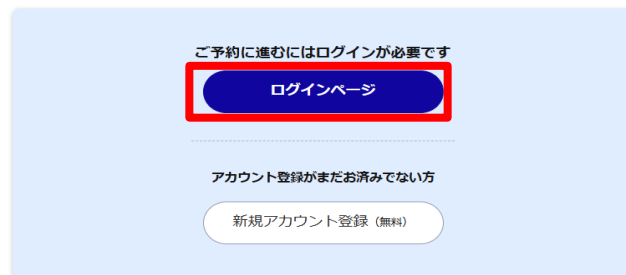 ご予約に進むにはログインが必要です
ログインページ
アカウント登録がまだお済みでない方
新規アカウント登録（無料）